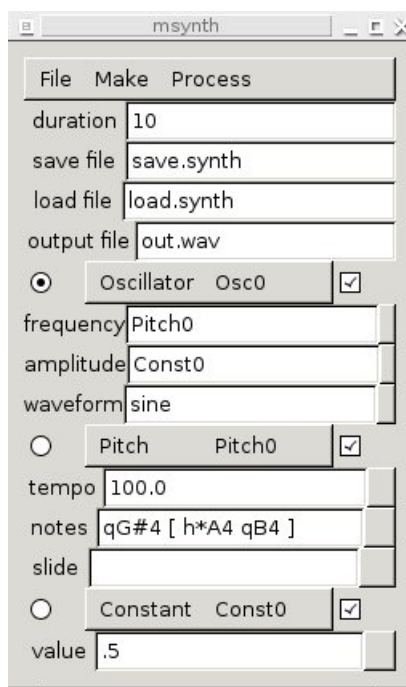 msynth
File Make Process
duration 10
save file save.synth
load file load.synth
output file out.wav
Oscillator Osc0
frequency Pitch0
amplitude Const0
waveform sine
Pitch Pitch0
tempo 100.0
notes qG#4 [ h*A4 qB4 ]
slide
Constant Const0
value .5